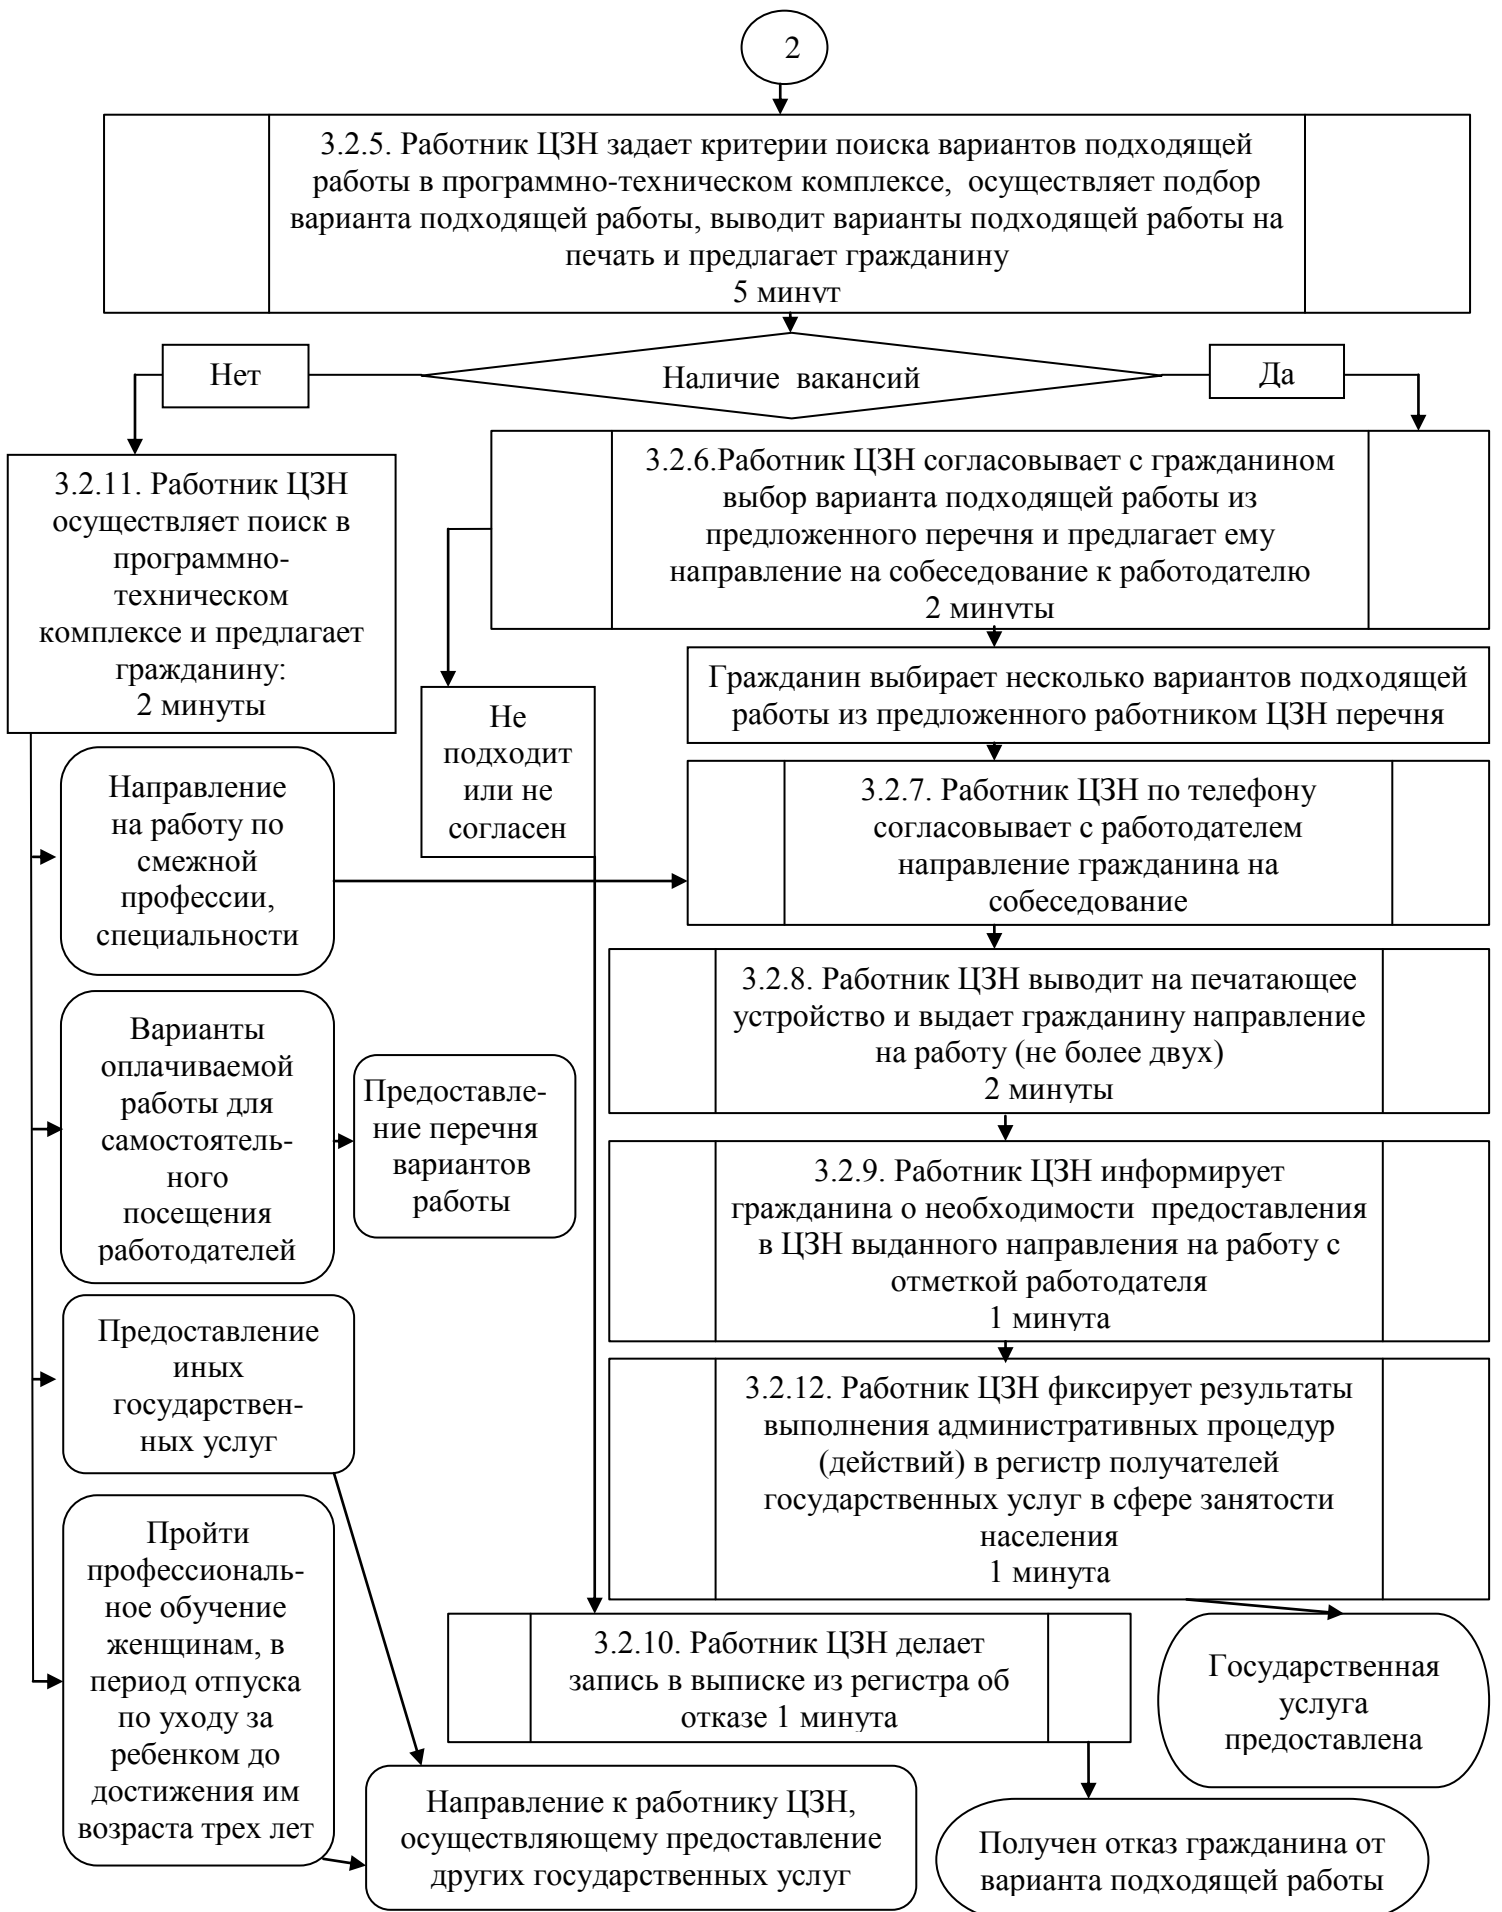 2
3.2.5. Работник ЦЗН задает критерии поиска вариантов подходящей
работы в программно-техническом комплексе, осуществляет подбор
варианта подходящей работы, выводит варианты подходящей работы на
печать и предлагает гражданину
5 минут
Нет
Наличие вакансий
Да
3.2.11. Работник ЦЗН
осуществляет поиск в
программно-
техническом
комплексе и предлагает
гражданину:
2 минуты
3.2.6.Работник ЦЗН согласовывает с гражданином
выбор варианта подходящей работы из
предложенного перечня и предлагает ему
направление на собеседование к работодателю
2 минуты
Не
подходит
или не
согласен
Гражданин выбирает несколько вариантов подходящей
работы из предложенного работником ЦЗН перечня
Направление
на работу по
смежной
профессии,
специальности
3.2.7. Работник ЦЗН по телефону
согласовывает с работодателем
направление гражданина на
собеседование
3.2.8. Работник ЦЗН выводит на печатающее
устройство и выдает гражданину направление
на работу (не более двух)
2 минуты
Варианты
оплачиваемой
работы для
самостоятель-
ного
посещения
работодателей
Предоставле-
ние перечня
вариантов
работы
3.2.9. Работник ЦЗН информирует
гражданина о необходимости предоставления
в ЦЗН выданного направления на работу с
отметкой работодателя
1 минута
Предоставление
иных
государствен-
ных услуг
3.2.12. Работник ЦЗН фиксирует результаты
выполнения административных процедур
(действий) в регистр получателей
государственных услуг в сфере занятости
населения
1 минута
Пройти
профессиональ-
ное обучение
женщинам, в
период отпуска
по уходу за
ребенком до
достижения им
возраста трех лет
3.2.10. Работник ЦЗН делает
запись в выписке из регистра об
отказе 1 минута
Государственная
услуга
предоставлена
Направление к работнику ЦЗН,
осуществляющему предоставление
других государственных услуг
Получен отказ гражданина от
варианта подходящей работы